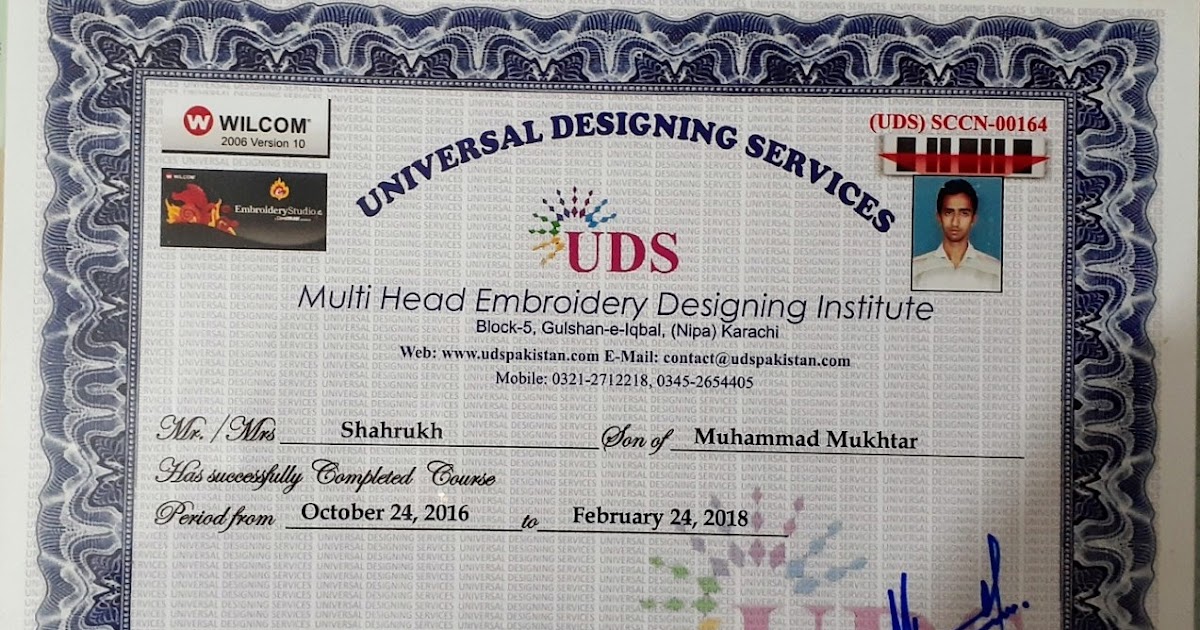 WILCOM®
2006 Version 10
WILCOM
EmbroideryStudio
UNIVERSAL DESIGNING SERVICES
(UDS) SCCN-00164
UDS
Multi Head Embroidery Designing Institute
Block-5, Gulshan-e-Iqbal, (Nipa) Karachi
Web: www.udspakistan.com E-Mail: contact@udspakistan.com
Mobile: 0321-2712218, 0345-2654405
Mr. /Mrs Shahrukh Son of Muhammad Mukhtar
Has successfully Completed Course
Period from October 24, 2016 to February 24, 2018